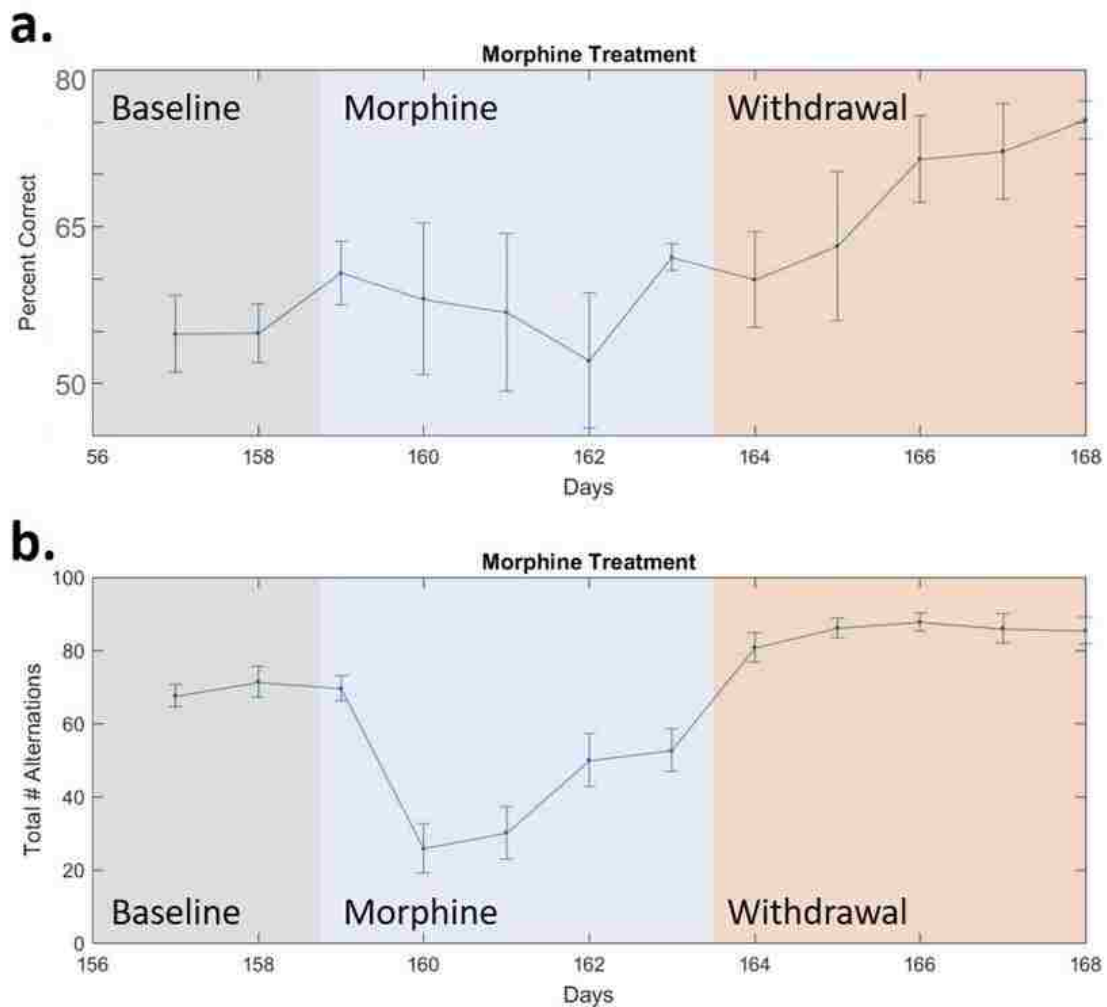 a.
Morphine Treatment
80
Baseline Morphine Withdrawal
65
50
Percent Correct
56 158 160 162 164 166 168
Days
b.
Morphine Treatment
100
80
60
40
20
0
Total # Alternations
Baseline Morphine Withdrawal
156 158 160 162 164 166 168
Days